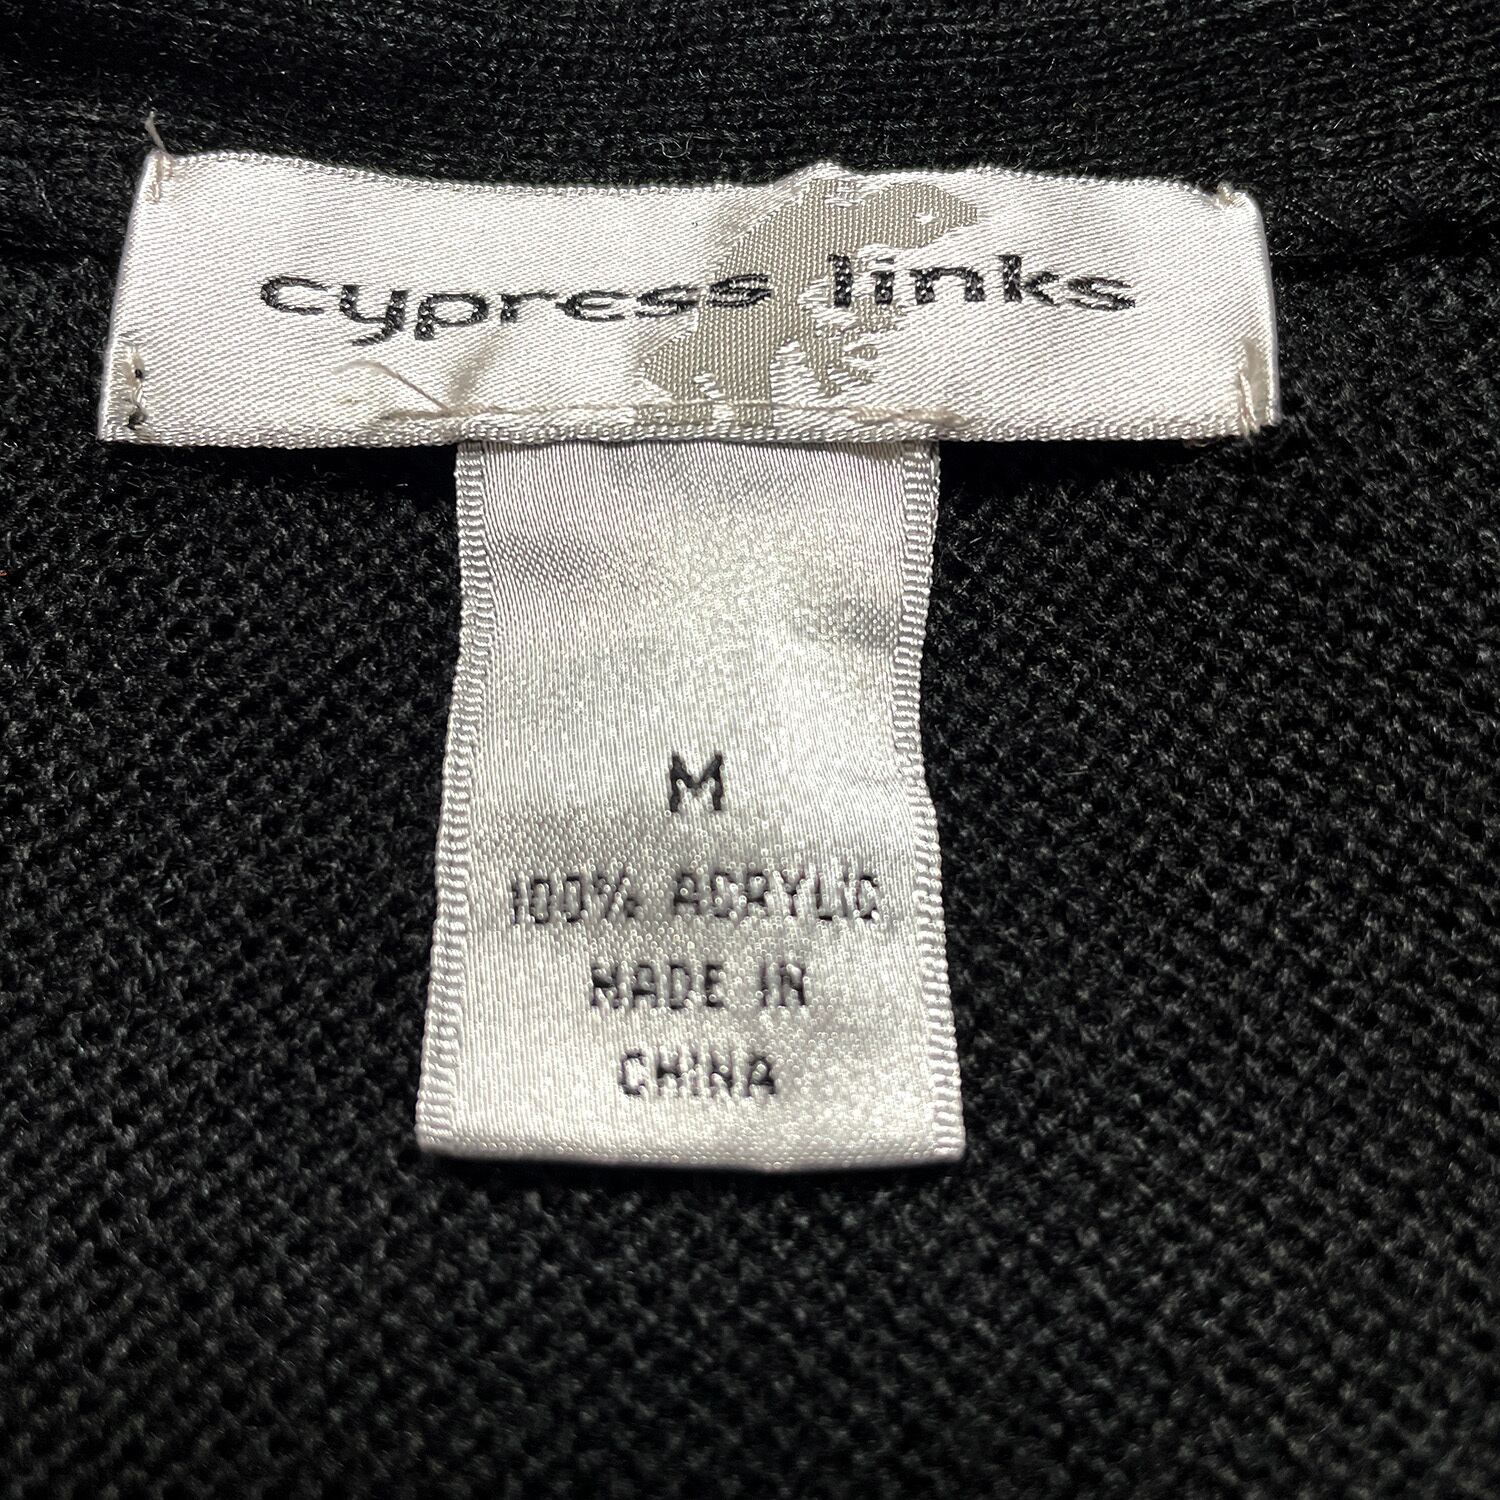 cypress links
M
100% ACRYLIC
MADE IN
CHINA